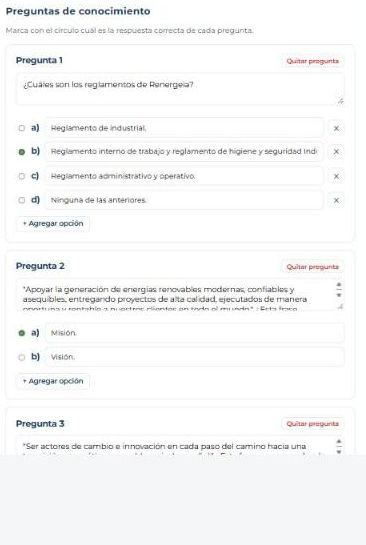 Preguntas de conocimiento
Marca con el círculo cuál es la respuesta correcta de cada pregunta.
Pregunta 1
Quitar pregunta
¿Cuáles son los reglamentos de Renergeia?
a) Reglamento de industrial. X
b) Reglamento interno de trabajo y reglamento de higiene y seguridad Ind X
c) Reglamento administrativo y operativo. X
d) Ninguna de las anteriores. X
+ Agregar opción
Pregunta 2
Quitar pregunta
"Apoyar la generación de energías renovables modernas, confiables y
asequibles, entregando proyectos de alta calidad, ejecutados de manera
oportuna y rentable a nuestros clientes en todo el mundo." ¿Esta frase
a) Misión.
b) Visión.
+ Agregar opción
Pregunta 3
Quitar pregunta
"Ser actores de cambio e innovación en cada paso del camino hacia una